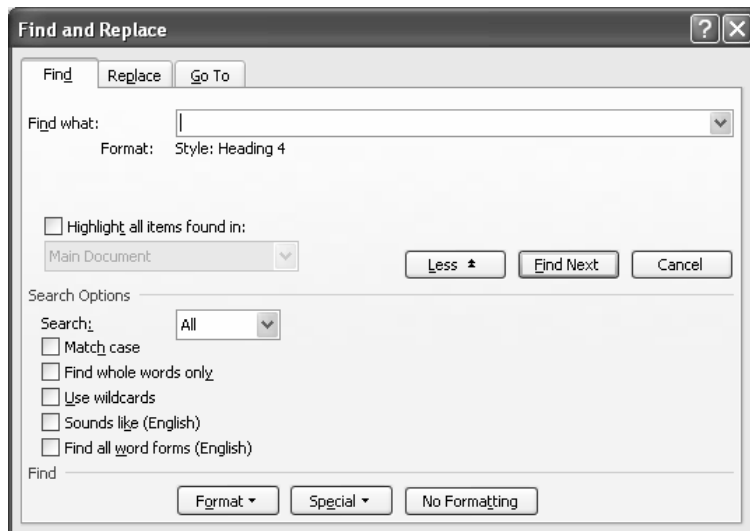 Find and Replace
Find Replace Go To
Find what:
Format: Style: Heading 4
Highlight all items found in:
Main Document
Less Find Next Cancel
Search Options
Search: All
Match case
Find whole words only
Use wildcards
Sounds like (English)
Find all word forms (English)
Find
Format Special No Formatting